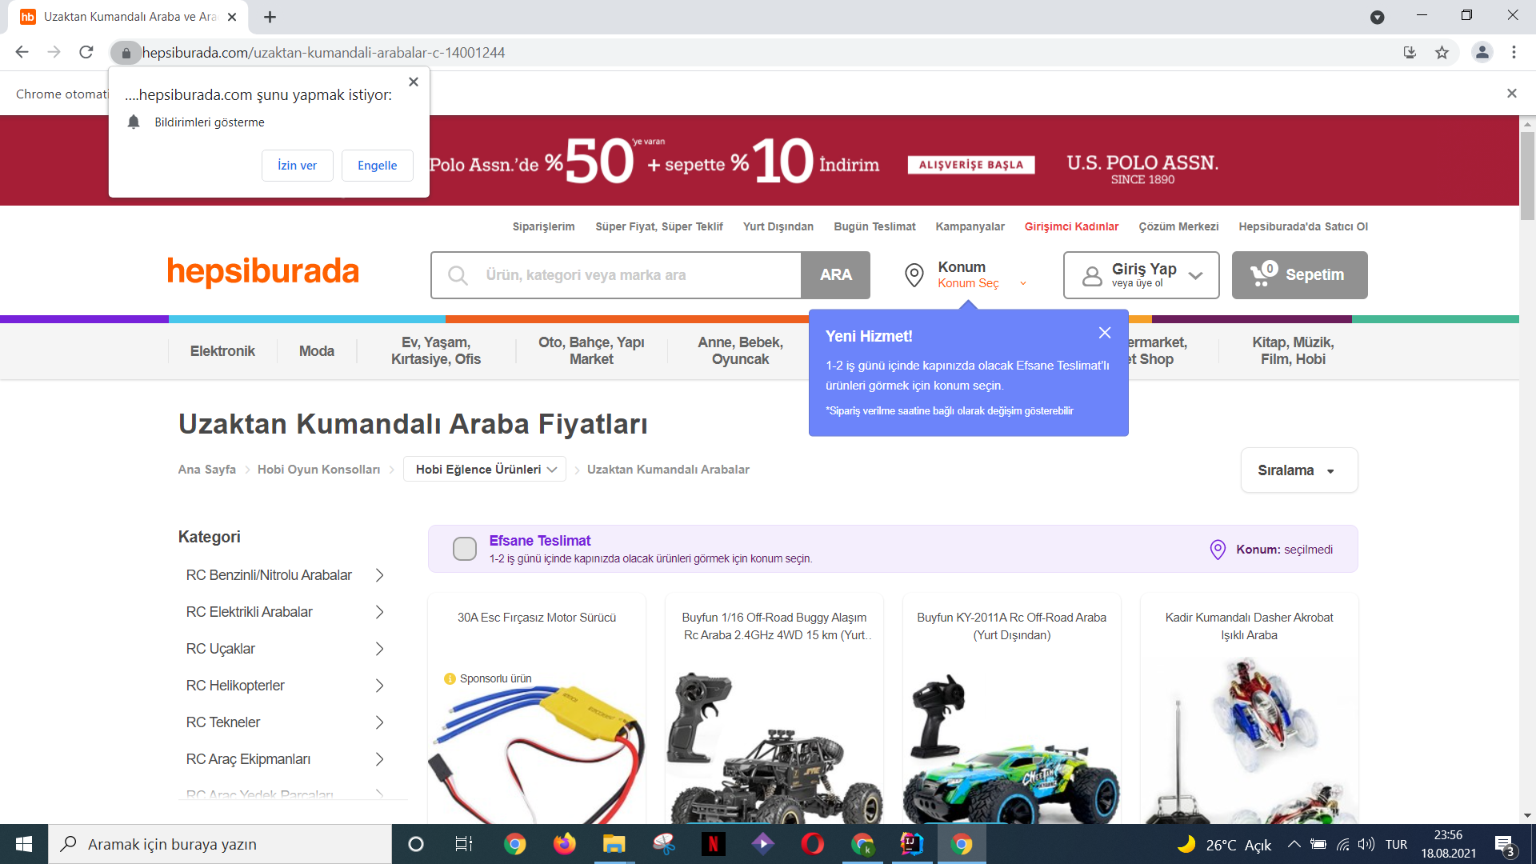 hb Uzaktan Kumandalı Araba ve Ara
hepsiburada.com/uzaktan-kumandali-arabalar-c-14001244
Chrome otomati
....hepsiburada.com şunu yapmak istiyor:
Bildirimleri gösterme
İzin ver
Engelle
Polo Assn.'de %50 'ye varan + sepette %10 İndirim
ALIŞVERİŞE BAŞLA
U.S. POLO ASSN.
SINCE 1890
Siparişlerim Süper Fiyat, Süper Teklif Yurt Dışından Bugün Teslimat Kampanyalar Girişimci Kadınlar Çözüm Merkezi Hepsiburada'da Satıcı Ol
hepsiburada
Ürün, kategori veya marka ara
ARA
Konum
Konum Seç
Giriş Yap
veya üye ol
0 Sepetim
Elektronik
Moda
Ev, Yaşam,
Kırtasiye, Ofis
Oto, Bahçe, Yapı
Market
Anne, Bebek,
Oyuncak
ermarket,
et Shop
Kitap, Müzik,
Film, Hobi
Yeni Hizmet!
1-2 iş günü içinde kapınızda olacak Efsane Teslimat'lı
ürünleri görmek için konum seçin.
*Sipariş verilme saatine bağlı olarak değişim gösterebilir
Uzaktan Kumandalı Araba Fiyatları
Ana Sayfa Hobi Oyun Konsolları Hobi Eğlence Ürünleri Uzaktan Kumandalı Arabalar
Sıralama
Kategori
RC Benzinli/Nitrolu Arabalar
RC Elektrikli Arabalar
RC Uçaklar
RC Helikopterler
RC Tekneler
RC Araç Ekipmanları
RC Araç Yedek Parçaları
Efsane Teslimat
1-2 iş günü içinde kapınızda olacak ürünleri görmek için konum seçin.
Konum: seçilmedi
30A Esc Fırçasız Motor Sürücü
Sponsorlu ürün
Buyfun 1/16 Off-Road Buggy Alaşım
Rc Araba 2.4GHz 4WD 15 km (Yurt..
Buyfun KY-2011A Rc Off-Road Araba
(Yurt Dışından)
Kadir Kumandalı Dasher Akrobat
Işıklı Araba
Aramak için buraya yazın
26°C Açık
TUR
23:56
18.08.2021
3